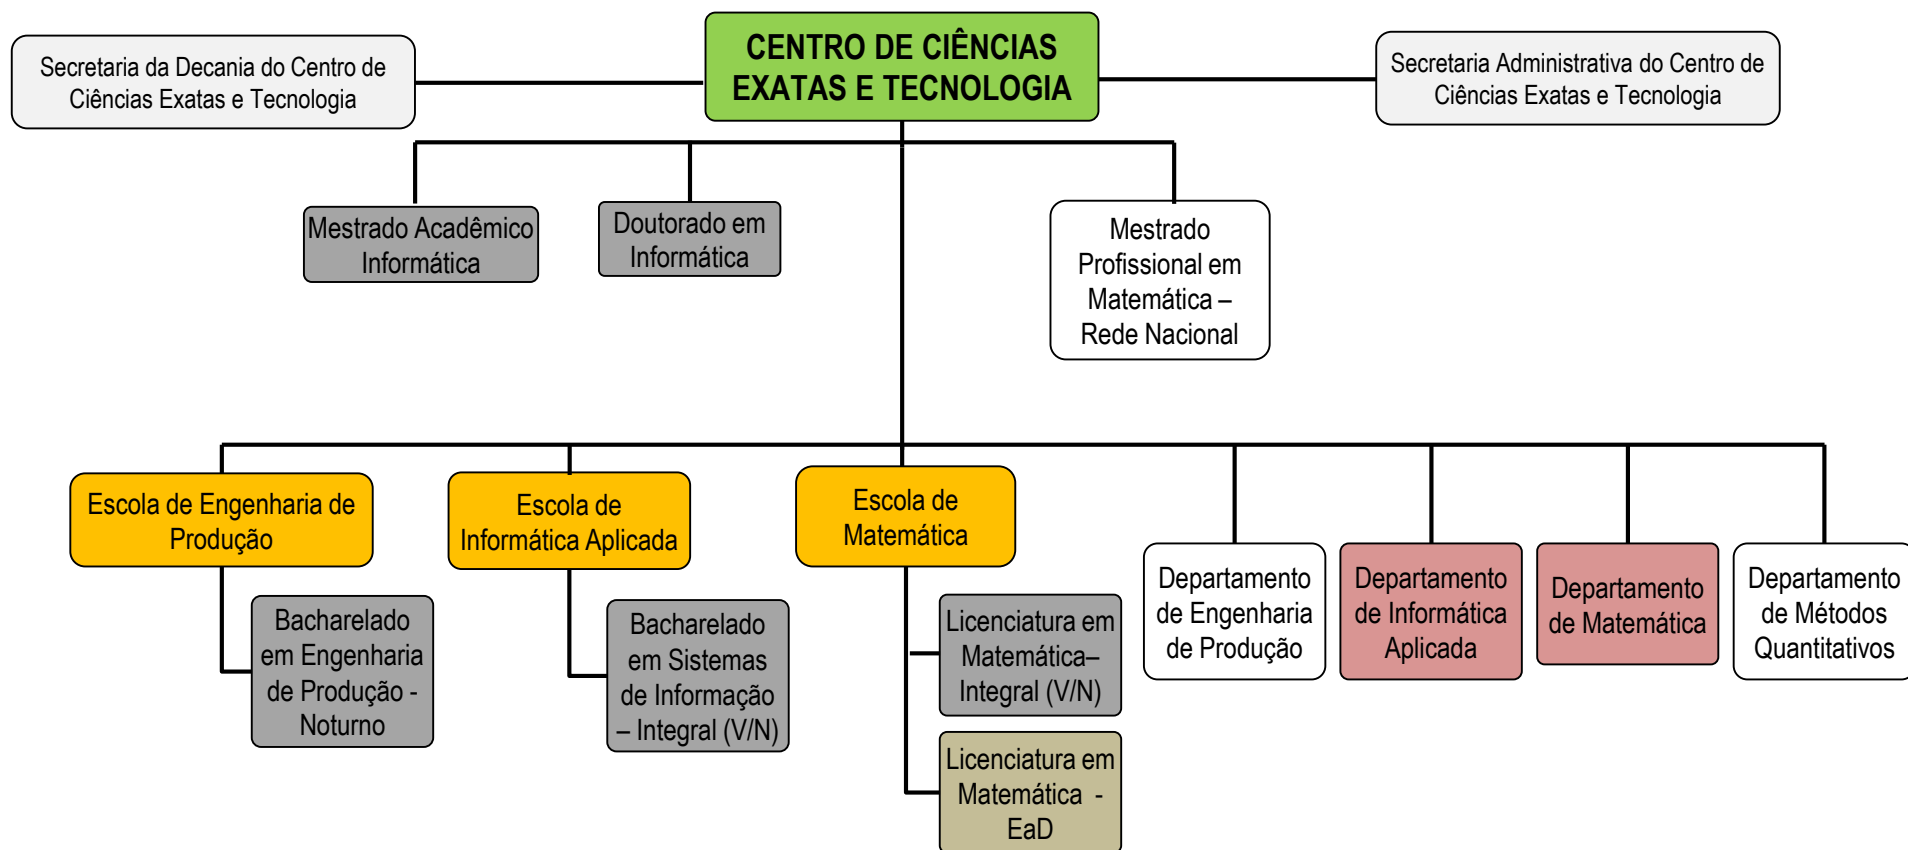 CENTRO DE CIÊNCIAS
EXATAS E TECNOLOGIA
Secretaria da Decania do Centro de
Ciências Exatas e Tecnologia
Secretaria Administrativa do Centro de
Ciências Exatas e Tecnologia
Mestrado Acadêmico
Informática
Doutorado em
Informática
Mestrado
Profissional em
Matemática –
Rede Nacional
Escola de Engenharia de
Produção
Escola de
Informática Aplicada
Escola de
Matemática
Departamento
de Engenharia
de Produção
Departamento
de Informática
Aplicada
Departamento
de Matemática
Departamento
de Métodos
Quantitativos
Bacharelado
em Engenharia
de Produção -
Noturno
Bacharelado
em Sistemas
de Informação
– Integral (V/N)
Licenciatura em
Matemática–
Integral (V/N)
Licenciatura em
Matemática -
EaD